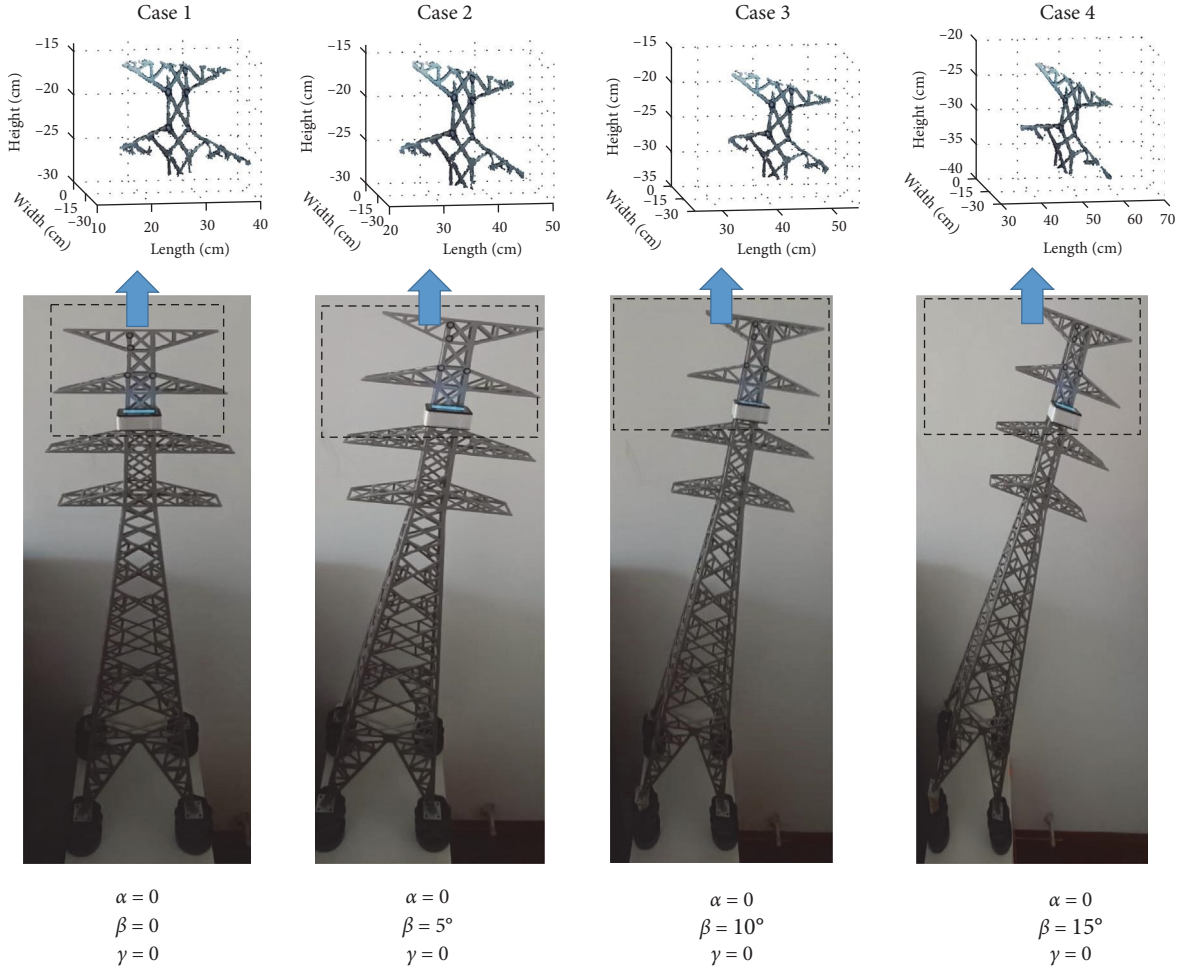 Case 1
Case 2
Case 3
Case 4
Height (cm)
–15
–20
–25
–30
0
–15
–30
Width (cm)
10
20
30
40
Length (cm)
Height (cm)
–15
–20
–25
–30
0
–15
–30
Width (cm)
20
30
40
50
Length (cm)
Height (cm)
–15
–20
–25
–30
–35
0
–15
–30
Width (cm)
30
40
50
Length (cm)
Height (cm)
–20
–25
–30
–35
–40
0
–15
–30
Width (cm)
30
40
50
60
70
Length (cm)
α = 0
β = 0
γ = 0
α = 0
β = 5°
γ = 0
α = 0
β = 10°
γ = 0
α = 0
β = 15°
γ = 0